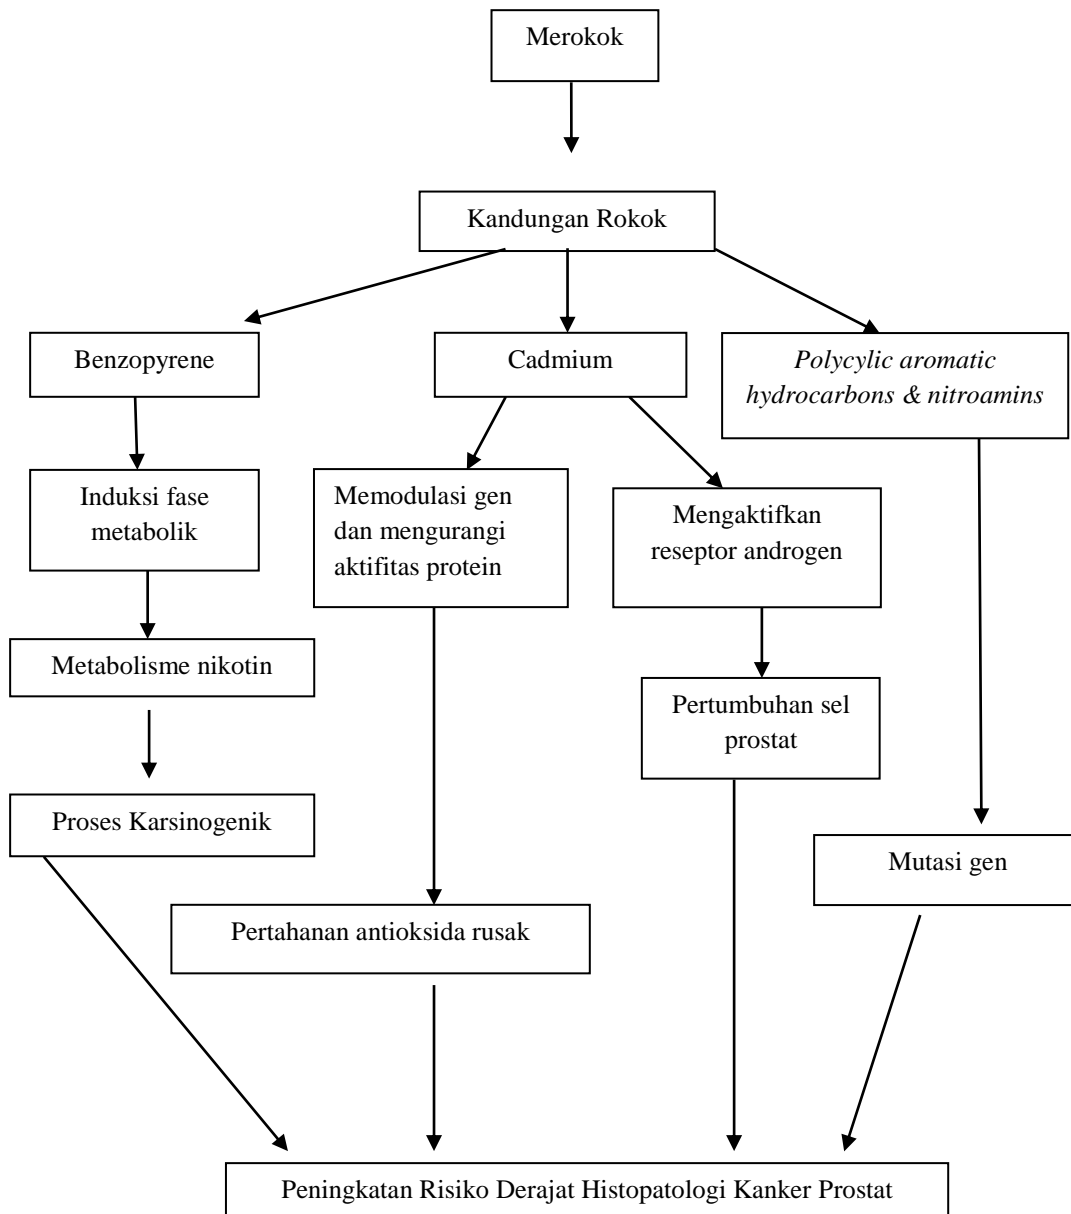 Merokok
Kandungan Rokok
Benzopyrene
Cadmium
Polycylic aromatic
hydrocarbons & nitroamins
Induksi fase
metabolik
Memodulasi gen
dan mengurangi
aktifitas protein
Mengaktifkan
reseptor androgen
Metabolisme nikotin
Pertumbuhan sel
prostat
Proses Karsinogenik
Mutasi gen
Pertahanan antioksida rusak
Peningkatan Risiko Derajat Histopatologi Kanker Prostat